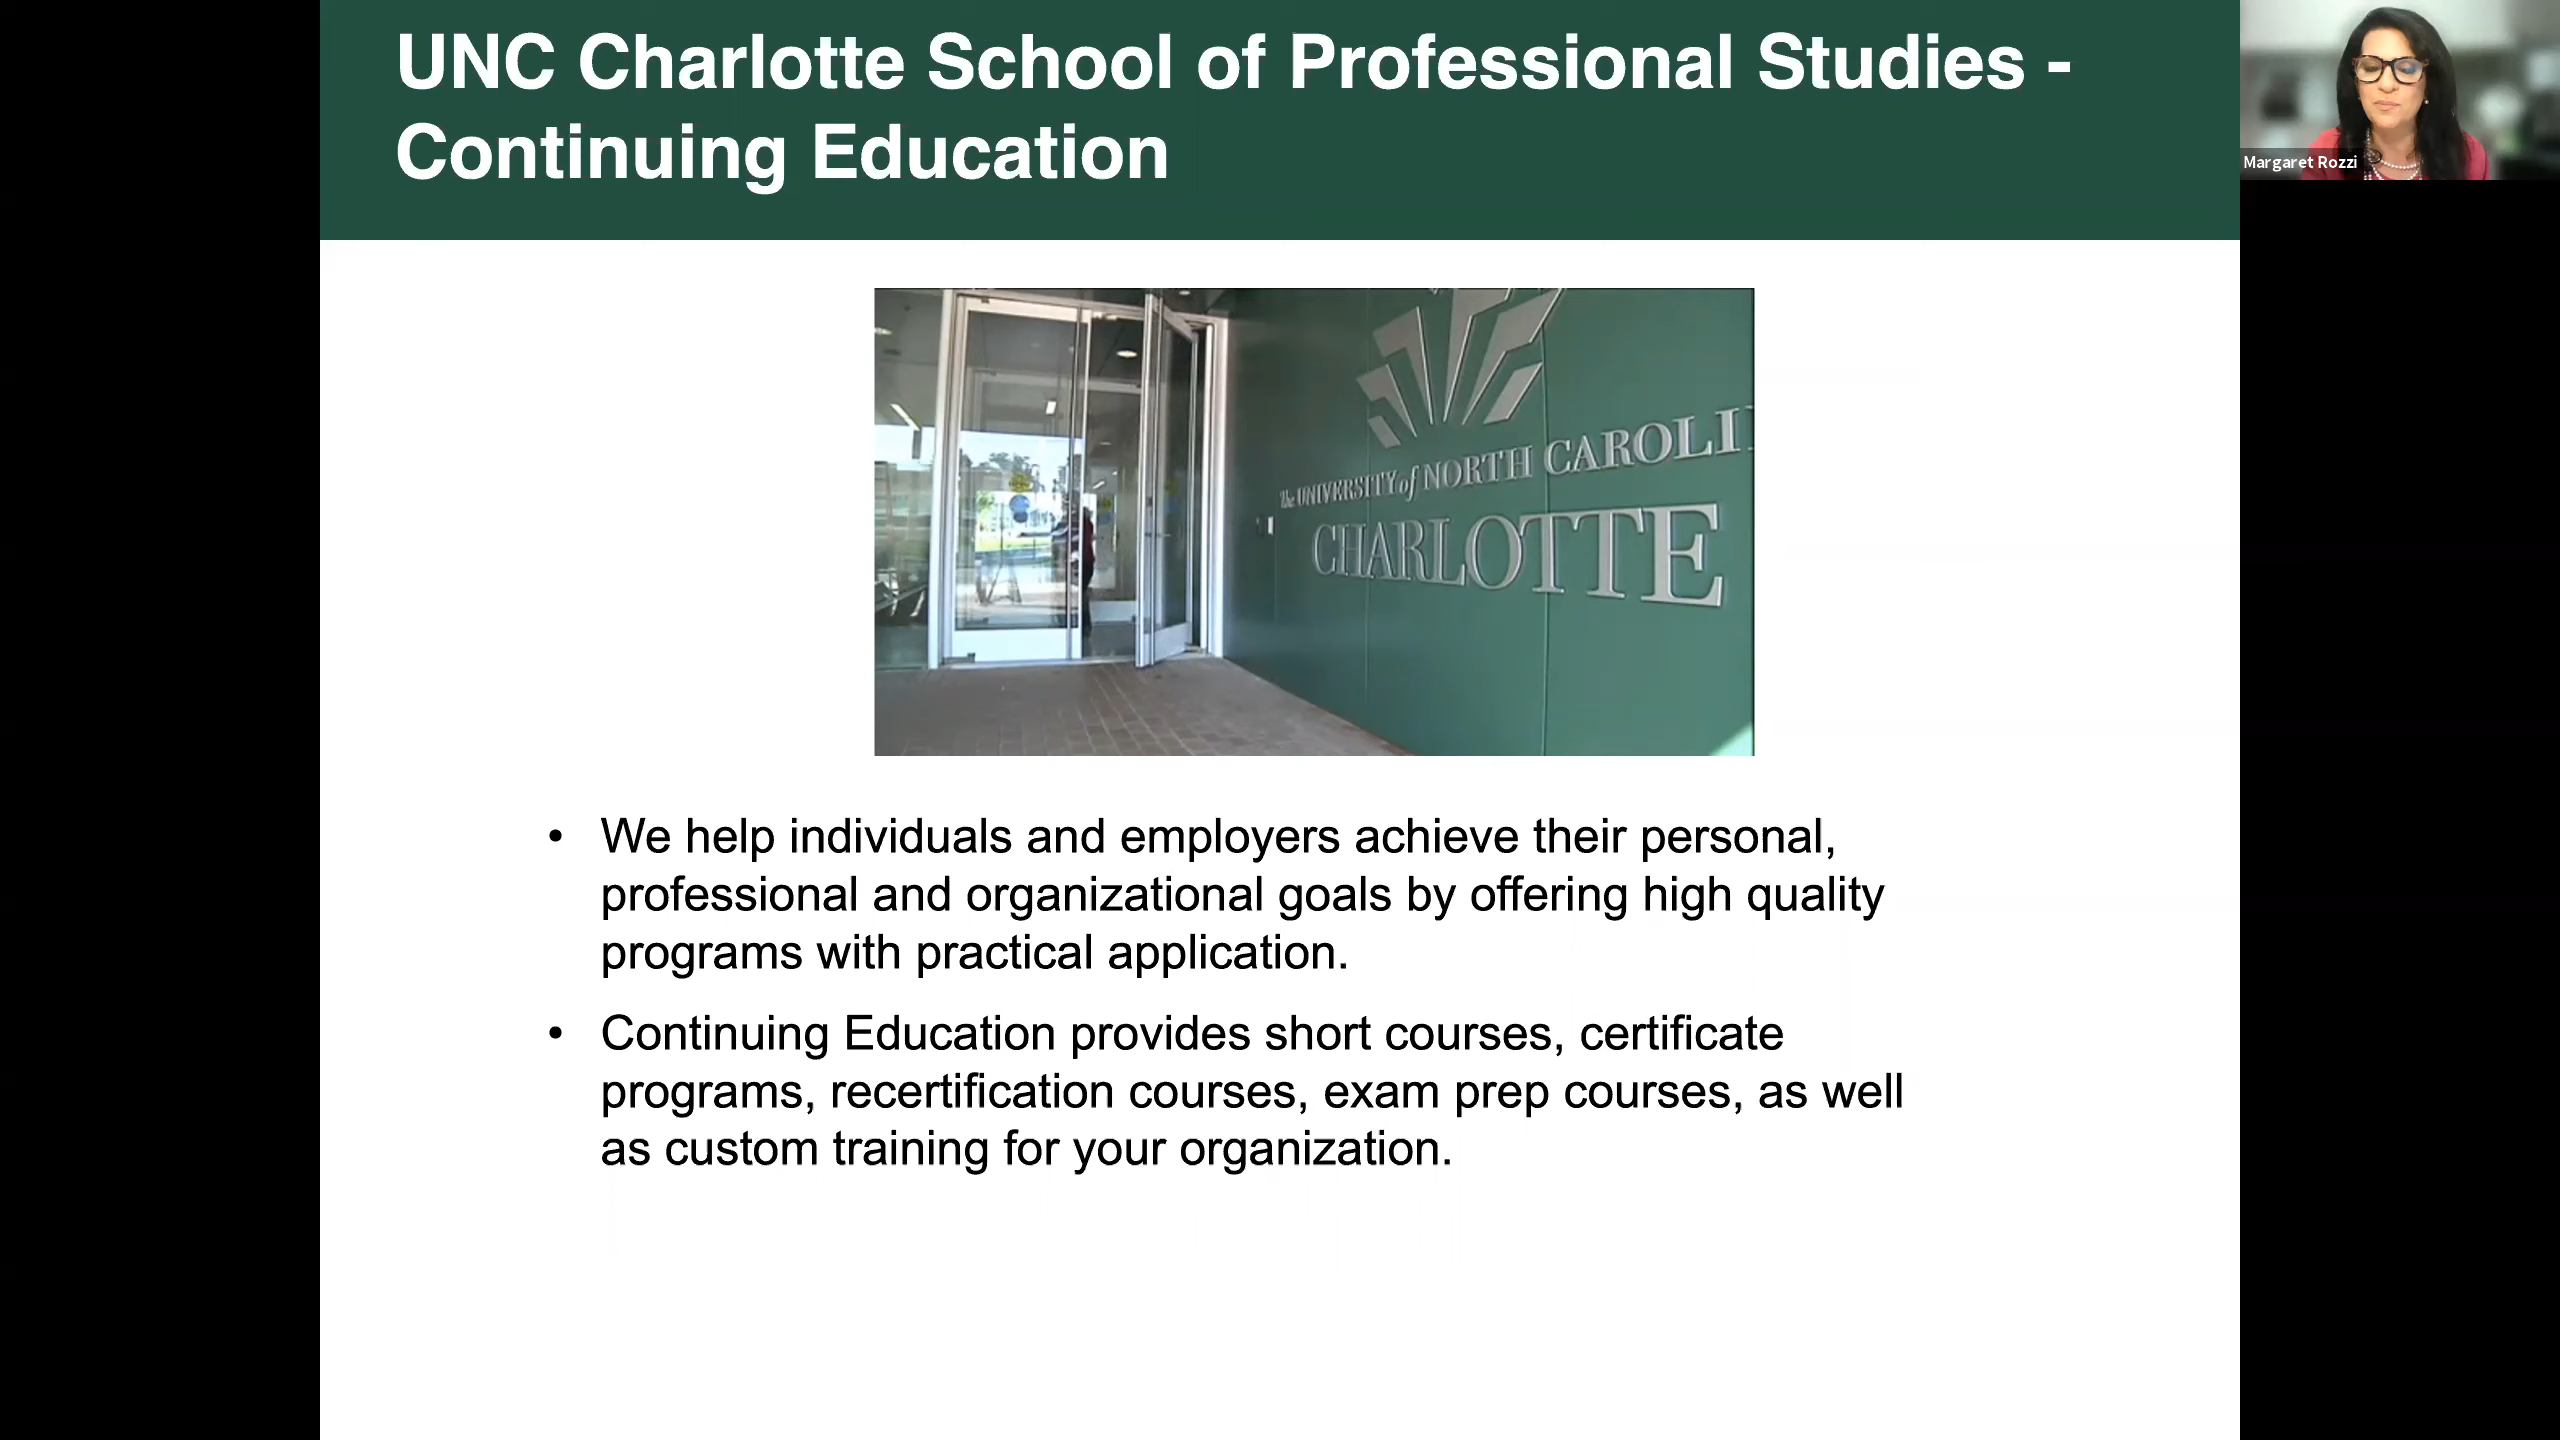 UNC Charlotte School of Professional Studies -
Continuing Education
Margaret Rozzi
The UNIVERSITY of NORTH CAROLI
CHARLOTTE
• We help individuals and employers achieve their personal,
professional and organizational goals by offering high quality
programs with practical application.
• Continuing Education provides short courses, certificate
programs, recertification courses, exam prep courses, as well
as custom training for your organization.